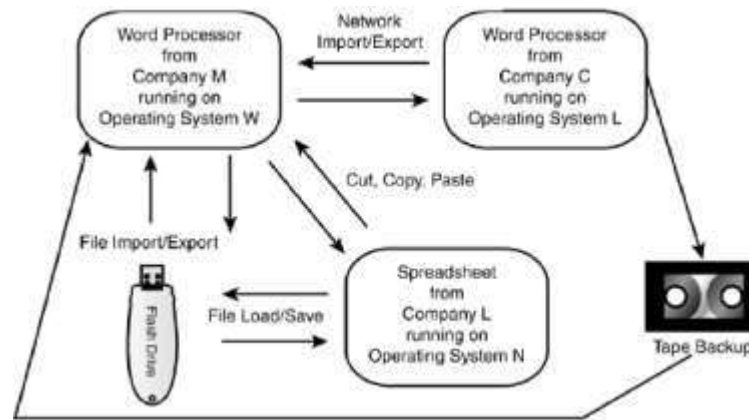 Network
Import/Export
Word Processor
from
Company M
running on
Operating System W
Word Processor
from
Company C
running on
Operating System L
Cut, Copy, Paste
File Import/Export
Flash Drive
File Load/Save
Spreadsheet
from
Company L
running on
Operating System N
Tape Backup